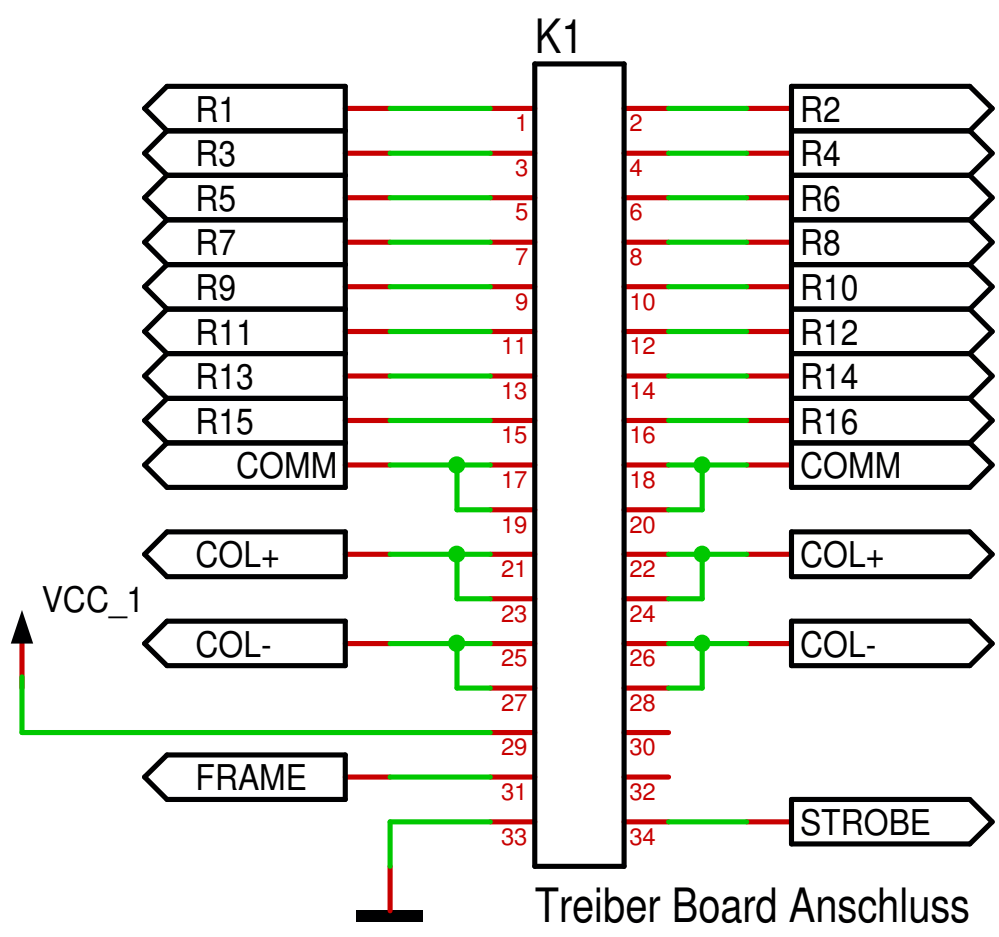 K1
R1 1 2 R2
R3 3 4 R4
R5 5 6 R6
R7 7 8 R8
R9 9 10 R10
R11 11 12 R12
R13 13 14 R14
R15 15 16 R16
COMM 17 18 COMM
19 20
COL+ 21 22 COL+
VCC_1 23 24
COL- 25 26 COL-
27 28
29 30
FRAME 31 32
33 34 STROBE
Treiber Board Anschluss